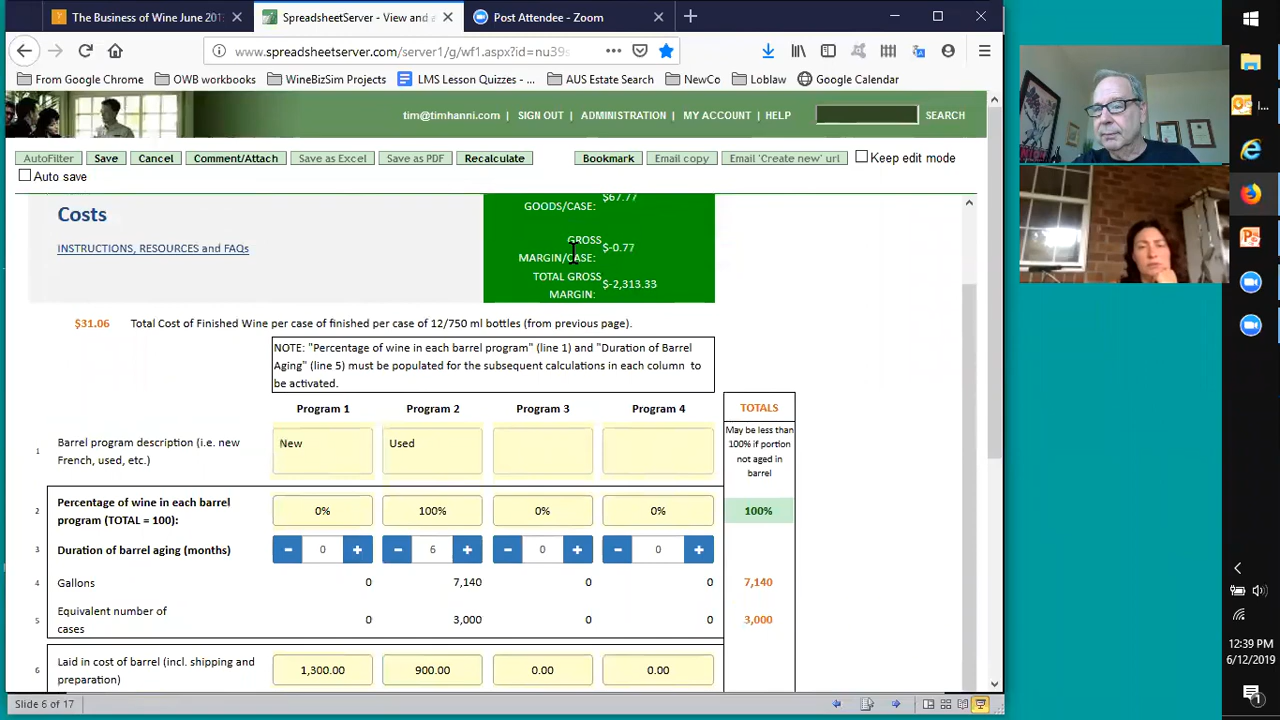 The Business of Wine June 201
SpreadsheetServer - View and a
Post Attendee - Zoom
www.spreadsheetserver.com/server1/g/wf1.aspx?id=nu39s
From Google Chrome
OWB workbooks
WineBizSim Projects
LMS Lesson Quizzes - ...
AUS Estate Search
NewCo
Loblaw
Google Calendar
tim@timhanni.com | SIGN OUT | ADMINISTRATION | MY ACCOUNT | HELP
SEARCH
AutoFilter
Save
Cancel
Comment/Attach
Save as Excel
Save as PDF
Recalculate
Bookmark
Email copy
Email 'Create new' url
Keep edit mode
Auto save
Costs
INSTRUCTIONS, RESOURCES and FAQs
GOODS/CASE: $67.77
GROSS
MARGIN/CASE: $-0.77
TOTAL GROSS
MARGIN: $-2,313.33
$31.06 Total Cost of Finished Wine per case of finished per case of 12/750 ml bottles (from previous page).
NOTE: "Percentage of wine in each barrel program" (line 1) and "Duration of Barrel
Aging" (line 5) must be populated for the subsequent calculations in each column to
be activated.
Program 1 Program 2 Program 3 Program 4 TOTALS
May be less
than
100% if portion
not aged in
barrel
1 Barrel program description (i.e. new
French, used, etc.)
New Used
2 Percentage of wine in each barrel
program (TOTAL = 100):
0% 100% 0% 0% 100%
3 Duration of barrel aging (months) − 0 + − 6 + − 0 + − 0 +
4 Gallons 0 7,140 0 0 7,140
5 Equivalent number of
cases
0 3,000 0 0 3,000
6 Laid in cost of barrel (incl. shipping and
preparation)
1,300.00 900.00 0.00 0.00
Slide 6 of 17
12:39 PM
6/12/2019
1